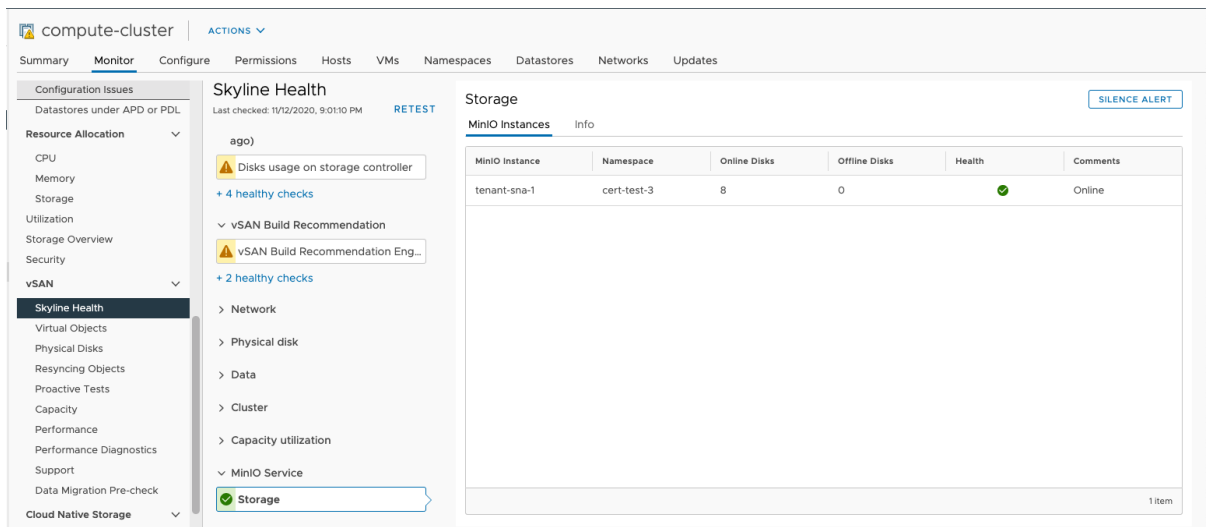 compute-cluster
ACTIONS
Summary Monitor Configure Permissions Hosts VMs Namespaces Datastores Networks Updates
Configuration Issues
Datastores under APD or PDL
Resource Allocation
CPU
Memory
Storage
Utilization
Storage Overview
Security
vSAN
Skyline Health
Virtual Objects
Physical Disks
Resyncing Objects
Proactive Tests
Capacity
Performance
Performance Diagnostics
Support
Data Migration Pre-check
Cloud Native Storage
Skyline Health
Last checked: 11/12/2020, 9:01:10 PM RETEST
ago)
Disks usage on storage controller
+ 4 healthy checks
vSAN Build Recommendation
vSAN Build Recommendation Eng...
+ 2 healthy checks
Network
Physical disk
Data
Cluster
Capacity utilization
MinIO Service
Storage
Storage
SILENCE ALERT
MinIO Instances Info
MinIO Instance Namespace Online Disks Offline Disks Health Comments
tenant-sna-1 cert-test-3 8 0 Online
1 item